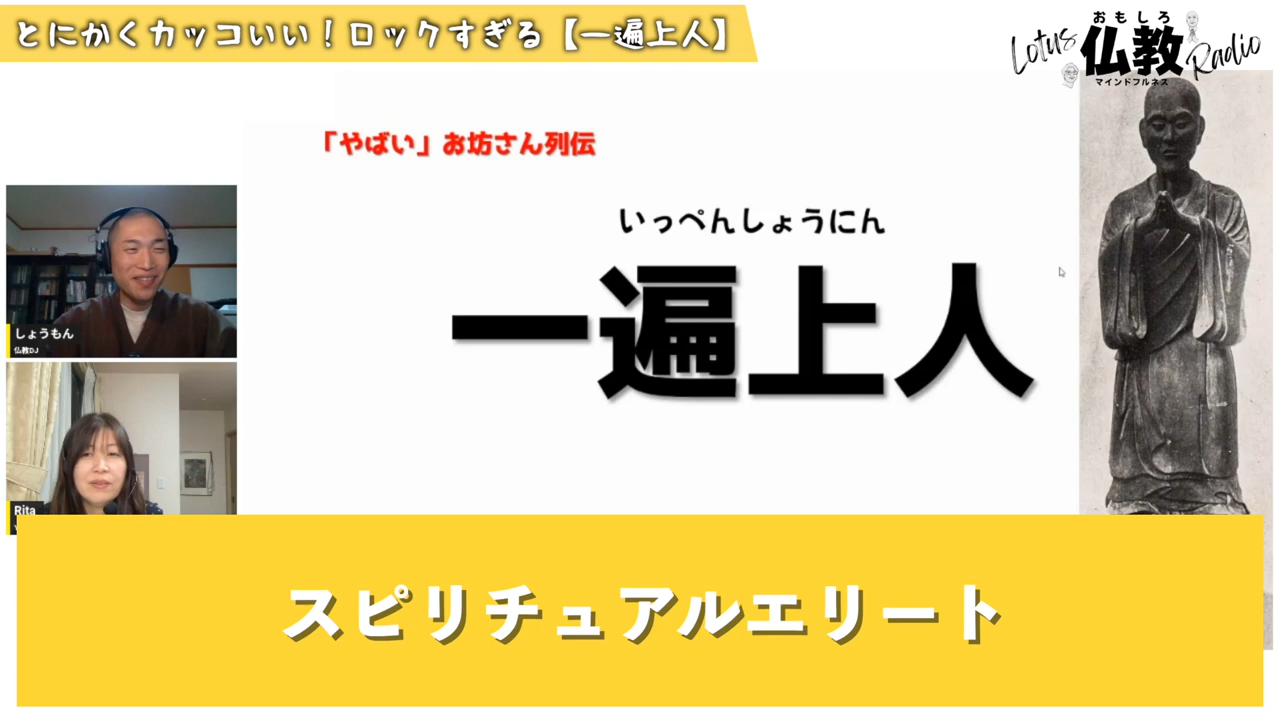 とにかくカッコいい！ロックすぎる【一遍上人】
おもしろ
Lotus 仏教 Radio
マインドフルネス
「やばい」お坊さん列伝
いっぺんしょうにん
一遍上人
しょうもん
仏教DJ
Rita
スピリチュアルエリート